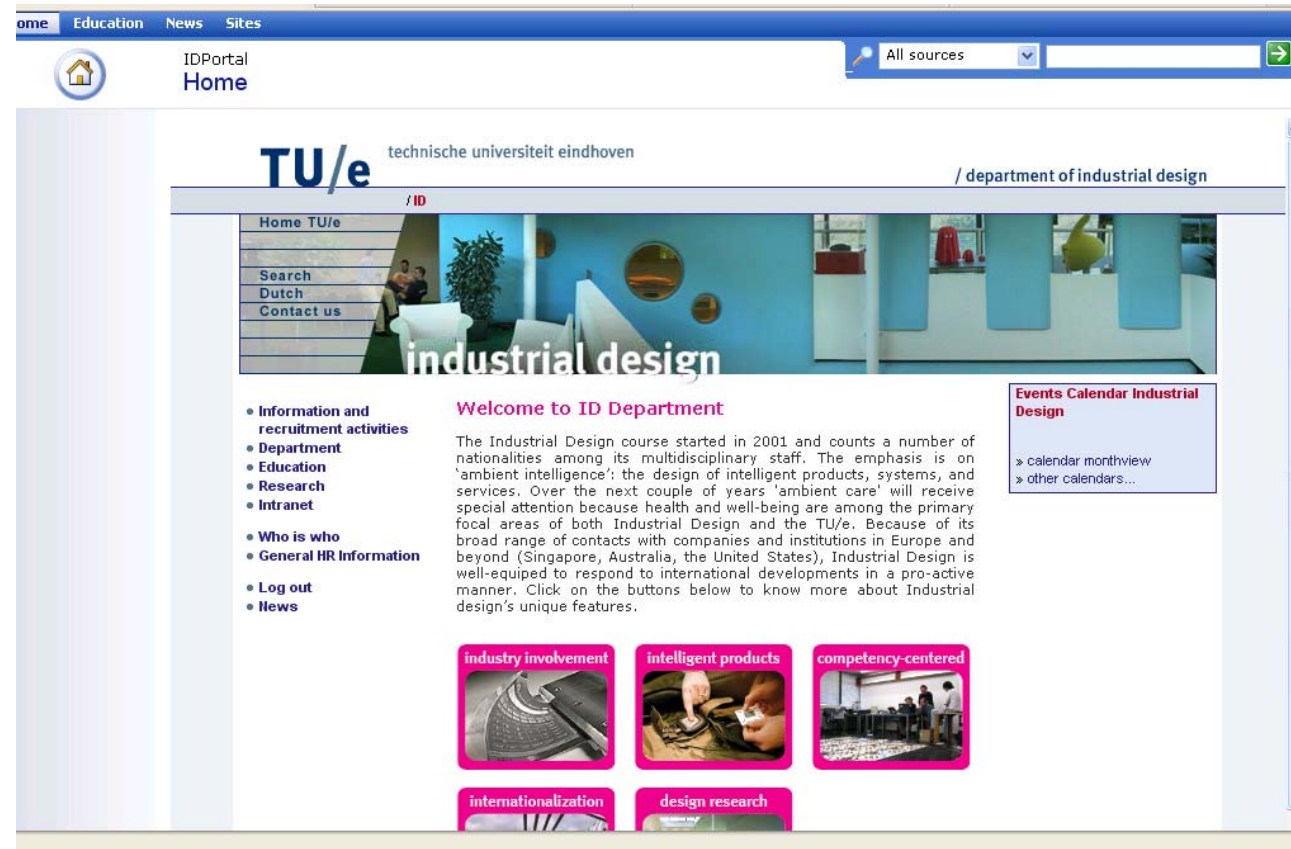 ome Education News Sites
IDPortal
Home
All sources
TU/e technische universiteit eindhoven
/ department of industrial design
/ ID
Home TU/e
Search
Dutch
Contact us
industrial design
Information and
recruitment activities
Department
Education
Research
Intranet
Who is who
General HR Information
Log out
News
Welcome to ID Department
The Industrial Design course started in 2001 and counts a number of
nationalities among its multidisciplinary staff. The emphasis is on
‘ambient intelligence’: the design of intelligent products, systems, and
services. Over the next couple of years 'ambient care' will receive
special attention because health and well-being are among the primary
focal areas of both Industrial Design and the TU/e. Because of its
broad range of contacts with companies and institutions in Europe and
beyond (Singapore, Australia, the United States), Industrial Design is
well-equiped to respond to international developments in a pro-active
manner. Click on the buttons below to know more about Industrial
design’s unique features.
industry involvement
intelligent products
competency-centered
internationalization
design research
Events Calendar Industrial
Design
» calendar monthview
» other calendars...